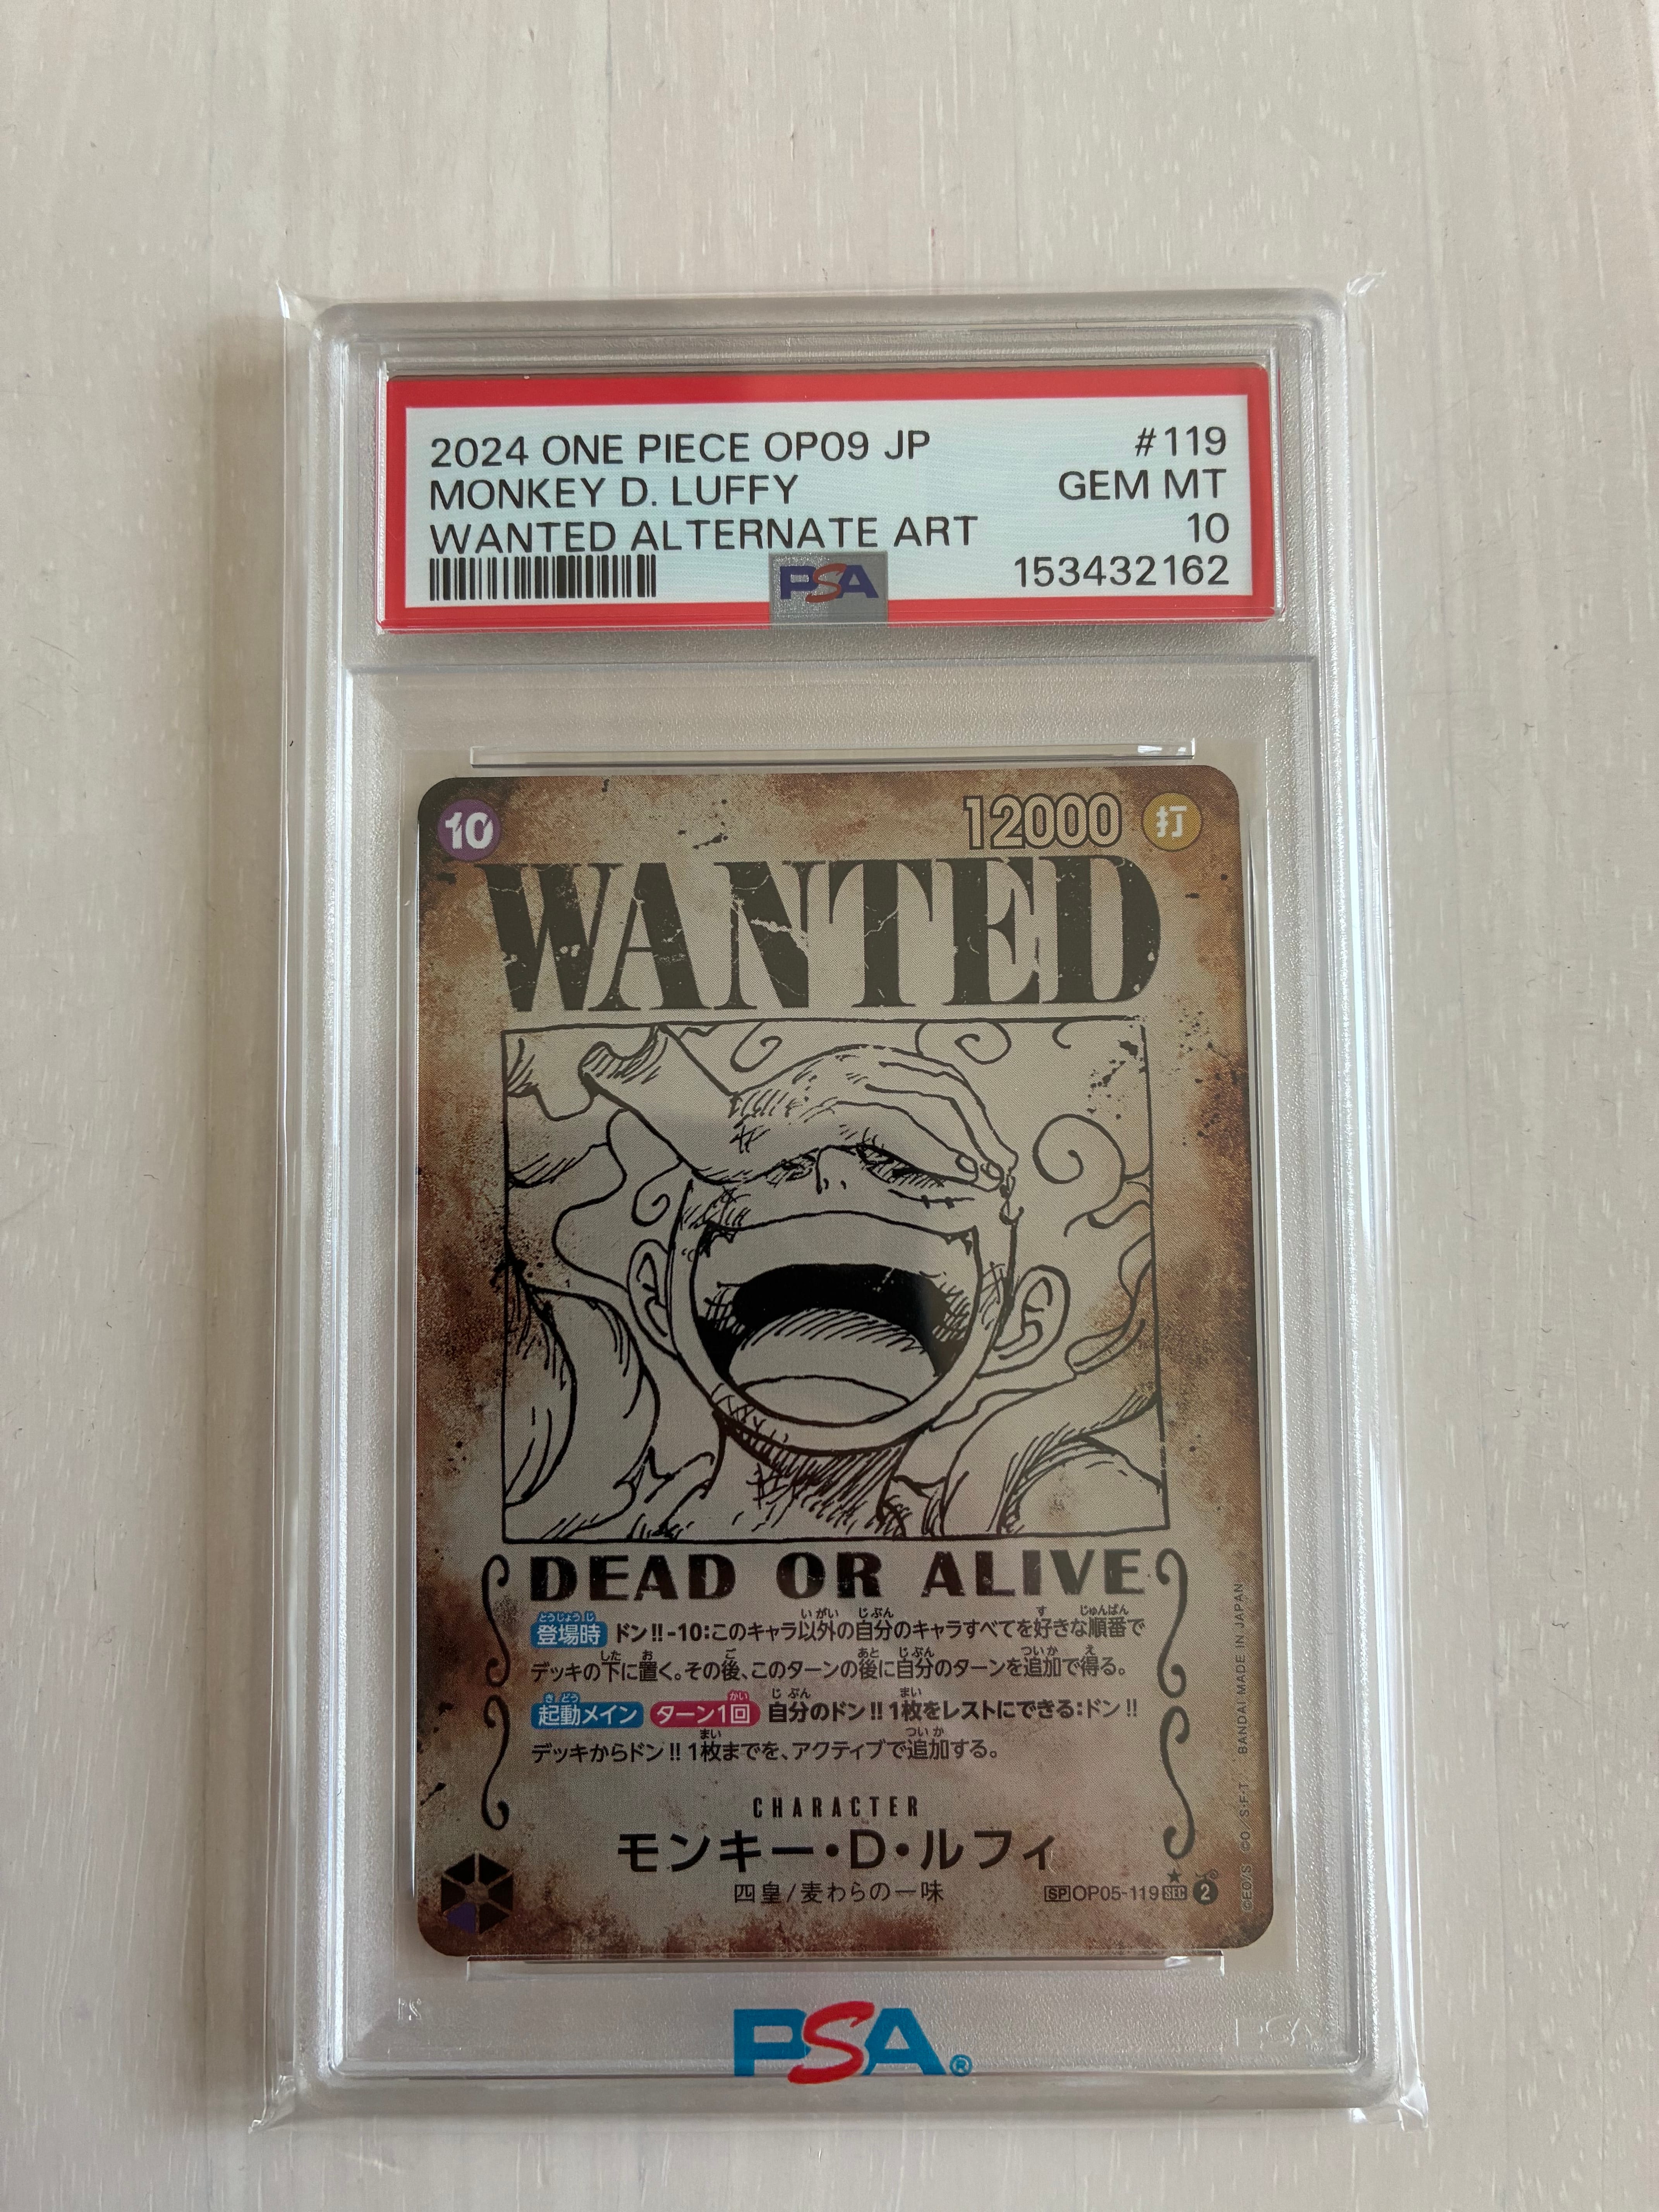 2024 ONE PIECE OP09 JP #119
MONKEY D. LUFFY GEM MT
WANTED ALTERNATE ART 10
PSA 153432162
10 12000 打
WANTED
DEAD OR ALIVE
登場時 ドン!!-10:このキャラ以外の自分のキャラすべてを好きな順番で
デッキの下に置く。その後、このターンの後に自分のターンを追加で得る。
起動メイン ターン1回 自分のドン!!1枚をレストにできる:ドン!!
デッキからドン!!1枚までを、アクティブで追加する。
CHARACTER
モンキー・D・ルフィ
四皇/麦わらの一味
SP OP05-119 SEC 2
©E.O./S. CO. S·F·T· BANDAI MADE IN JAPAN
PSA®